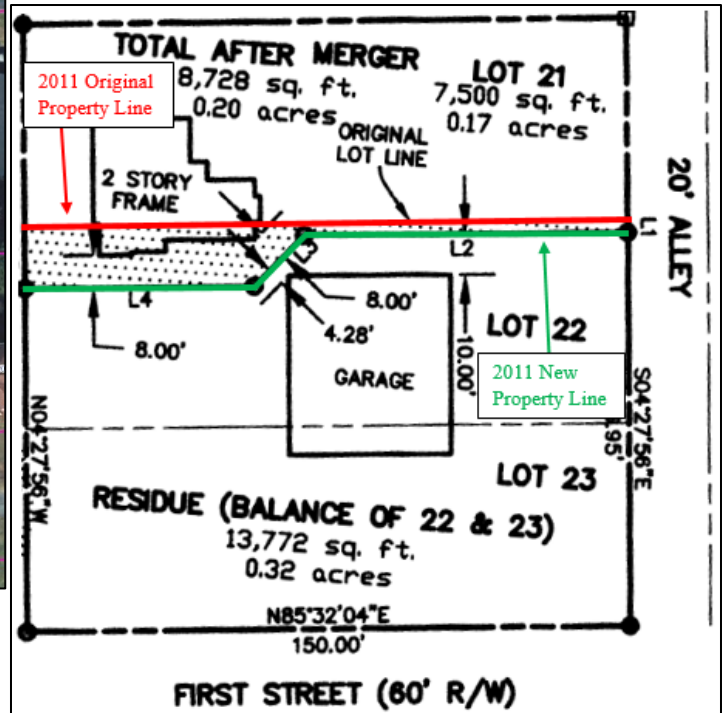 TOTAL AFTER MERGER
8,728 sq. ft.
0.20 acres
LOT 21
7,500 sq. ft.
0.17 acres
2011 Original
Property Line
ORIGINAL
LOT LINE
2 STORY
FRAME
20' ALLEY
L1
L3
L2
L4
8.00'
8.00'
4.28'
10.00'
LOT 22
GARAGE
2011 New
Property Line
N04°27'56"W
S04°27'56"E
.95'
LOT 23
RESIDUE (BALANCE OF 22 & 23)
13,772 sq. ft.
0.32 acres
N85°32'04"E
150.00'
FIRST STREET (60' R/W)